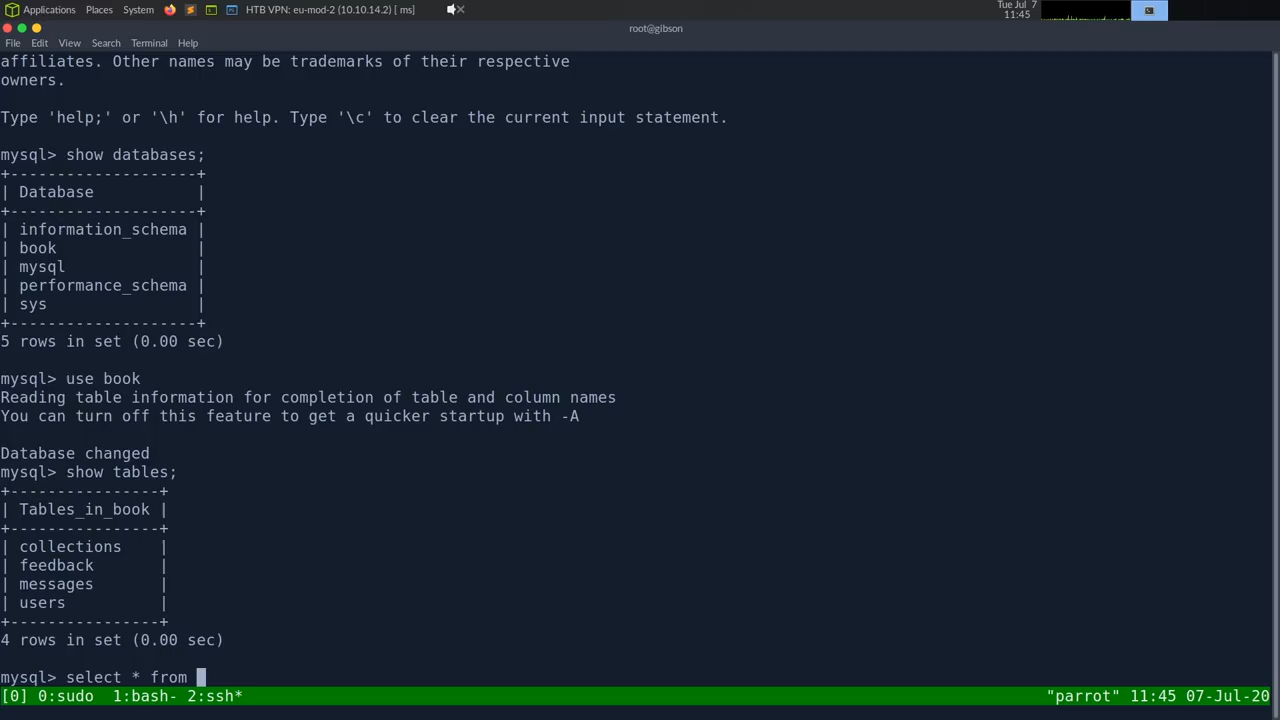 Applications Places System HTB VPN: eu-mod-2 (10.10.14.2) [ ms] Tue Jul 7
11:45
root@gibson
File Edit View Search Terminal Help
affiliates. Other names may be trademarks of their respective
owners.
Type 'help;' or '\h' for help. Type '\c' to clear the current input statement.
mysql> show databases;
+--------------------+
| Database           |
+--------------------+
| information_schema |
| book               |
| mysql              |
| performance_schema |
| sys                |
+--------------------+
5 rows in set (0.00 sec)
mysql> use book
Reading table information for completion of table and column names
You can turn off this feature to get a quicker startup with -A
Database changed
mysql> show tables;
+----------------+
| Tables_in_book |
+----------------+
| collections    |
| feedback       |
| messages       |
| users          |
+----------------+
4 rows in set (0.00 sec)
mysql> select * from
[0] 0:sudo  1:bash- 2:ssh* "parrot" 11:45 07-Jul-20